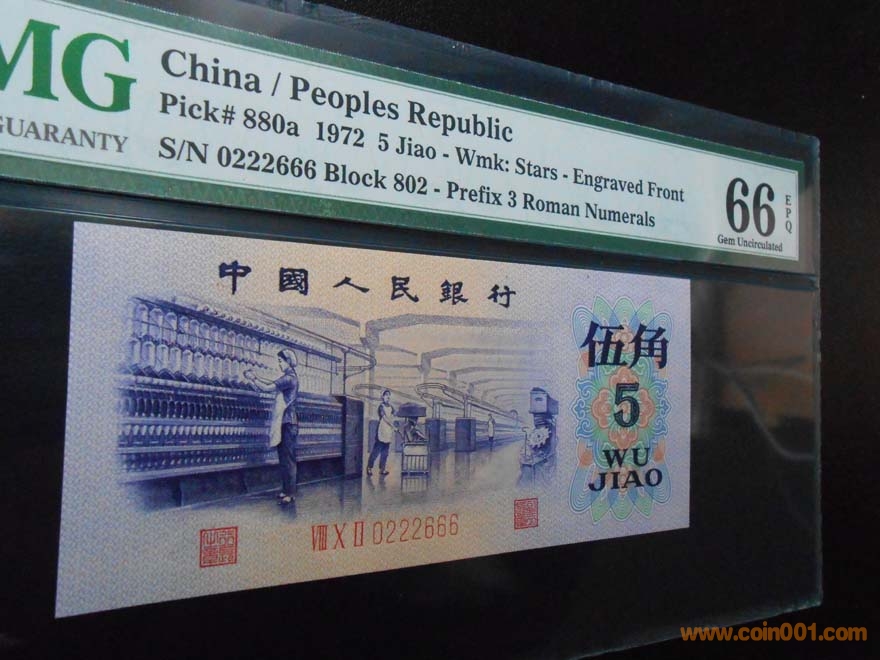 MG
GUARANTY
China / Peoples Republic
Pick# 880a 1972 5 Jiao - Wmk: Stars - Engraved Front
S/N 0222666 Block 802 - Prefix 3 Roman Numerals
66
EPQ
Gem Uncirculated
中國人民銀行
伍角
5
WU
JIAO
VIII X II 0222666
www.coin001.com